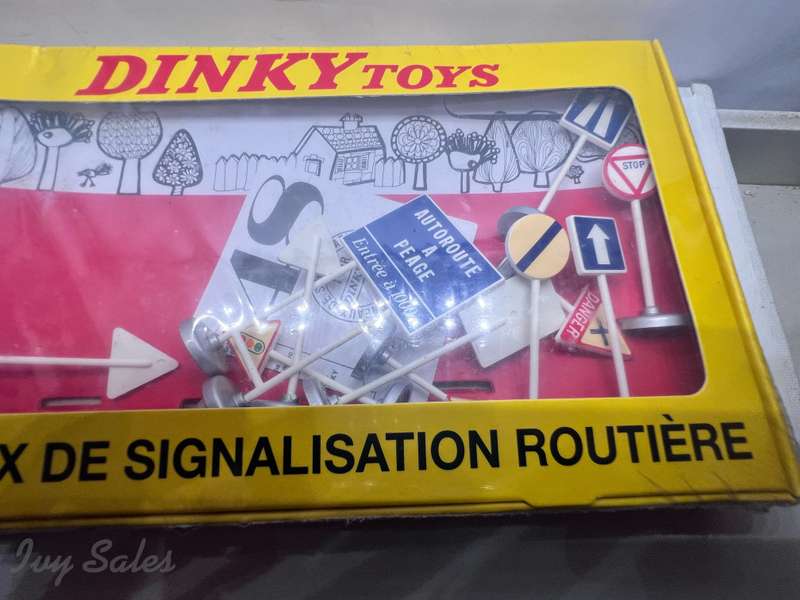 DINKY TOYS
STOP
AUTOROUTE
À
PEAGE
Entrée à 1000
DANGER
X DE SIGNALISATION ROUTIÈRE
Ivy Sales